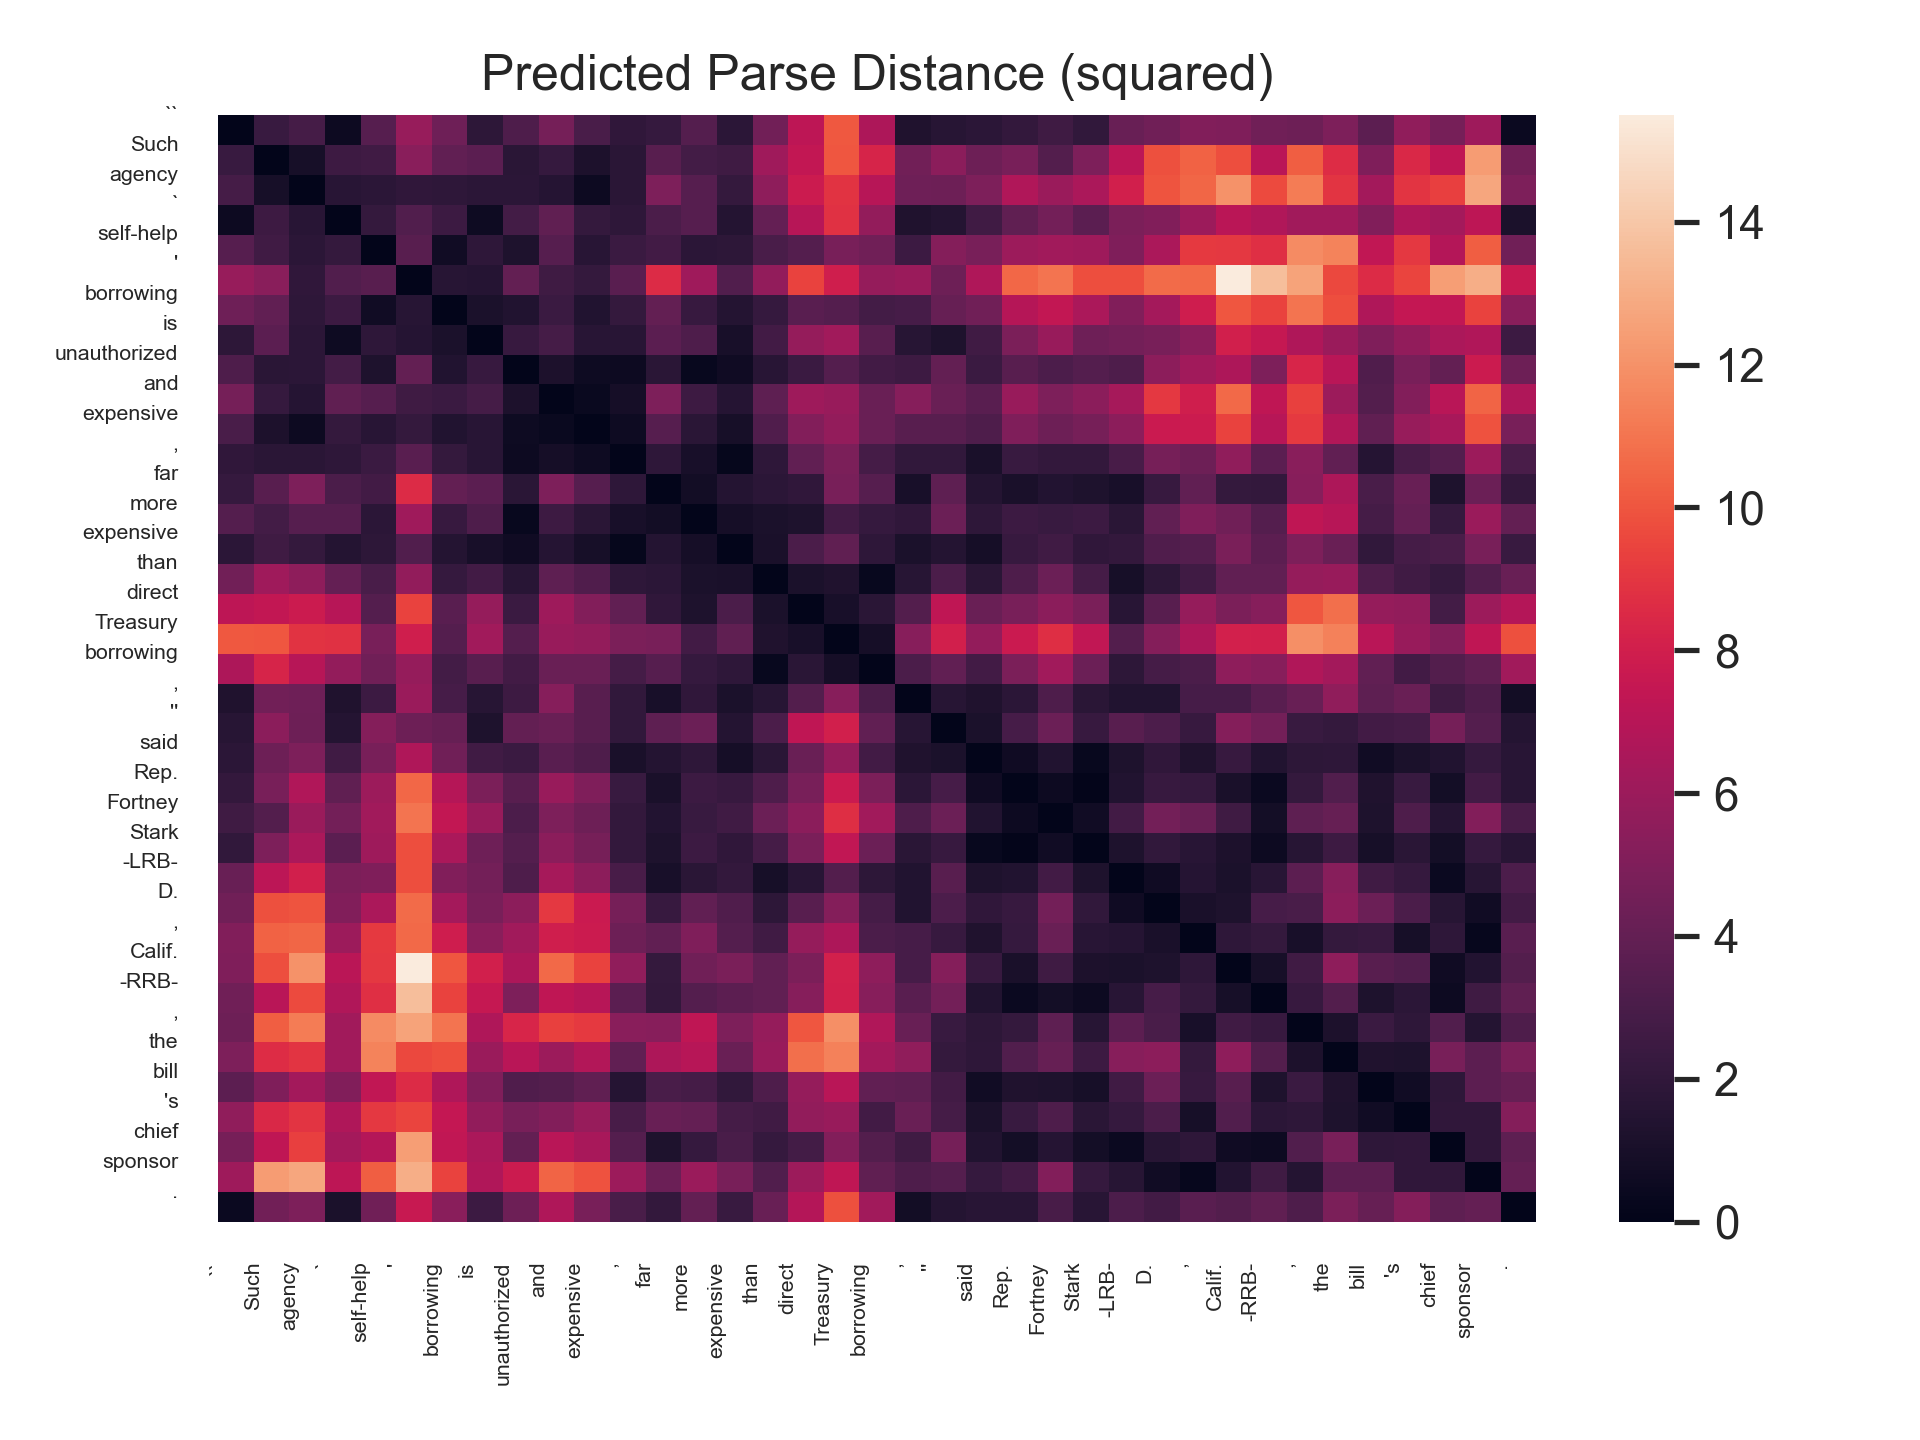 Predicted Parse Distance (squared)
``
Such
agency
`
self-help
'
borrowing
is
unauthorized
and
expensive
,
far
more
expensive
than
direct
Treasury
borrowing
,
''
said
Rep.
Fortney
Stark
-LRB-
D.
,
Calif.
-RRB-
,
the
bill
's
chief
sponsor
.
14
12
10
8
6
4
2
0
``
Such
agency
`
self-help
'
borrowing
is
unauthorized
and
expensive
,
far
more
expensive
than
direct
Treasury
borrowing
,
''
said
Rep.
Fortney
Stark
-LRB-
D.
,
Calif.
-RRB-
,
the
bill
's
chief
sponsor
.